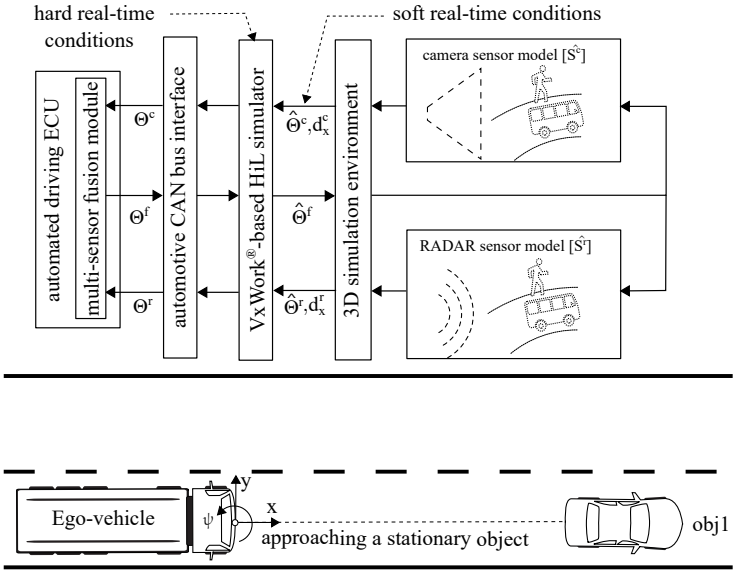 hard real-time
conditions
soft real-time conditions
automated driving ECU
multi-sensor fusion module
Θᶜ
Θᶠ
Θʳ
automotive CAN bus interface
VxWork®-based HiL simulator
Θ̂ᶜ,dₓᶜ
Θ̂ᶠ
Θ̂ʳ,dₓʳ
3D simulation environment
camera sensor model [Ŝᶜ]
RADAR sensor model [Ŝʳ]
Ego-vehicle
ψ
y
x
approaching a stationary object
obj1